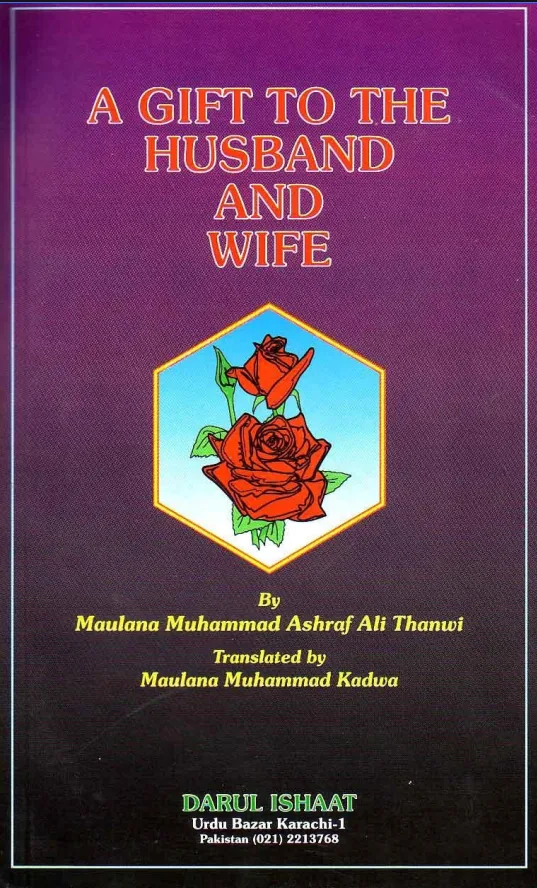 A GIFT TO THE
HUSBAND
AND
WIFE
By
Maulana Muhammad Ashraf Ali Thanwi
Translated by
Maulana Muhammad Kadwa
DARUL ISHAAT
Urdu Bazar Karachi-1
Pakistan (021) 2213768